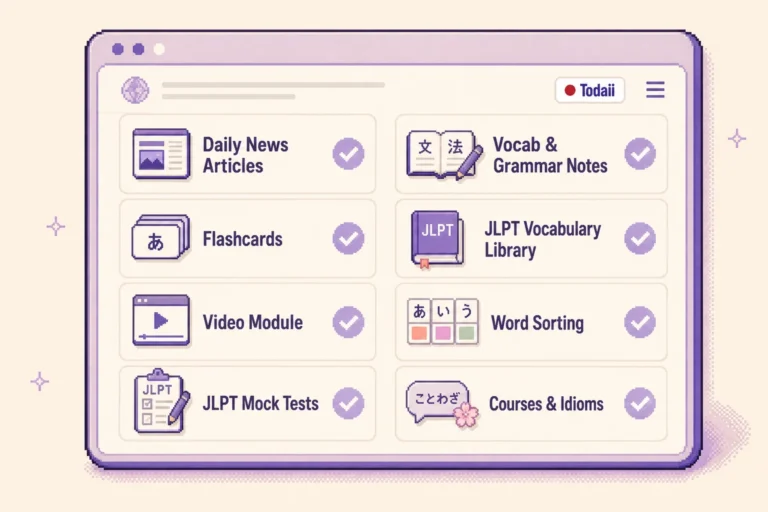 Todaii
Daily News
Articles
文 法
Vocab &
Grammar Notes
あ
Flashcards
JLPT
JLPT Vocabulary
Library
Video Module
あ い う
Word Sorting
JLPT
JLPT Mock Tests
ことわざ
Courses & Idioms